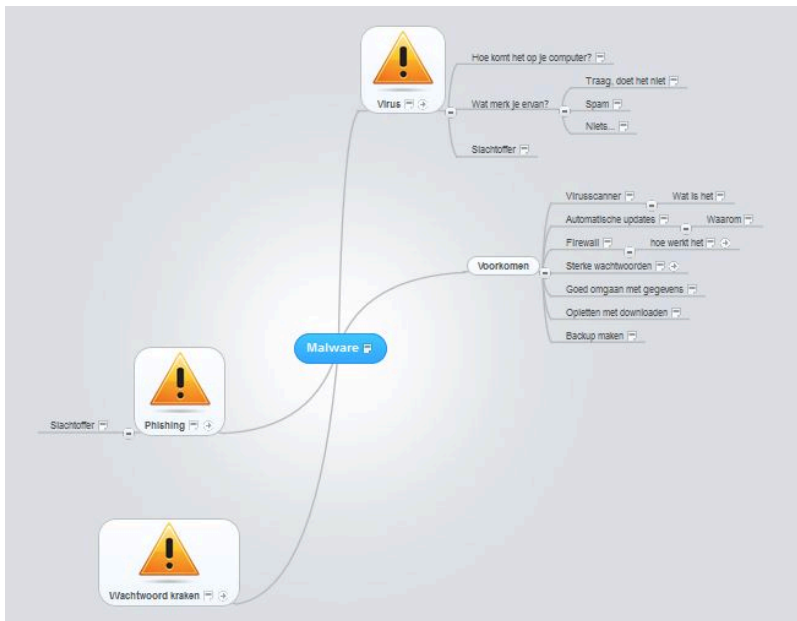 Virus
Hoe komt het op je computer?
Wat merk je ervan?
Traag, doet het niet
Spam
Niets...
Slachtoffer
Voorkomen
Virusscanner
Wat is het
Automatische updates
Waarom
Firewall
hoe werkt het
Sterke wachtwoorden
Goed omgaan met gegevens
Opletten met downloaden
Backup maken
Malware
Phishing
Slachtoffer
Wachtwoord kraken